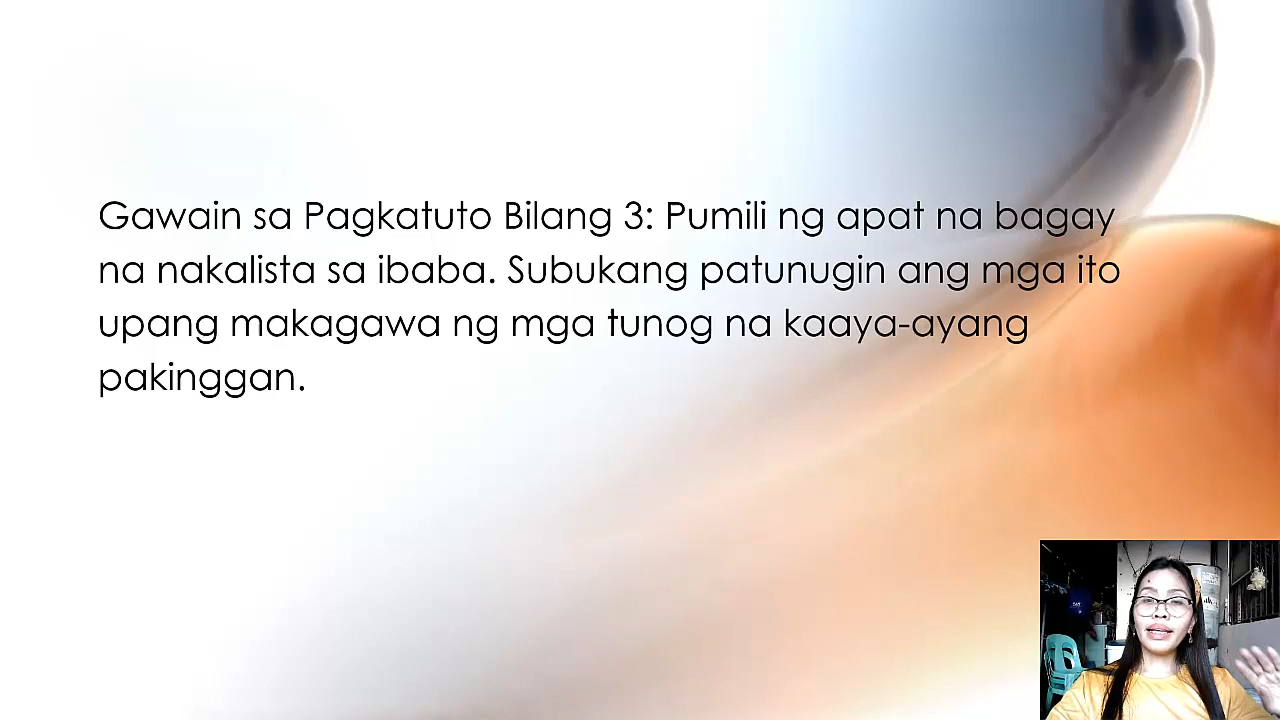 Gawain sa Pagkatuto Bilang 3: Pumili ng apat na bagay
na nakalista sa ibaba. Subukang patunugin ang mga ito
upang makagawa ng mga tunog na kaaya-ayang
pakinggan.